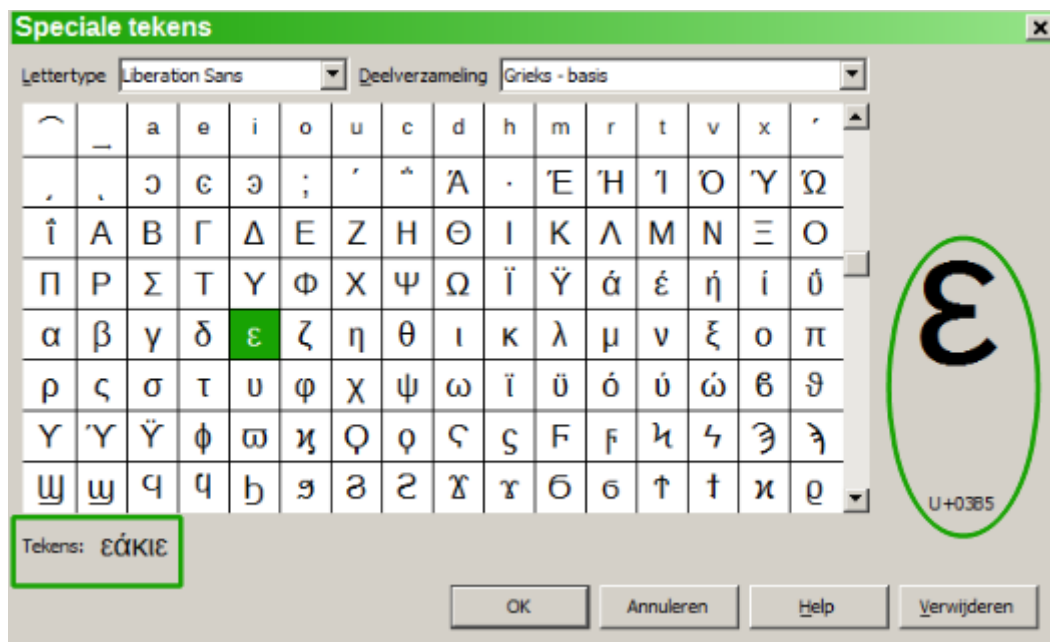 Speciale tekens
Lettertype Liberation Sans Deelverzameling Grieks - basis
a e i o u c d h m r t v x
ͻ ͼ ͽ ; ΄ ΅ Ά · Έ Ή Ί Ό Ύ Ώ
ΐ Α Β Γ Δ Ε Ζ Η Θ Ι Κ Λ Μ Ν Ξ Ο
Π Ρ Σ Τ Υ Φ Χ Ψ Ω Ϊ Ϋ ά έ ή ί ΰ
α β γ δ ε ζ η θ ι κ λ μ ν ξ ο π
ρ ς σ τ υ φ χ ψ ω ϊ ϋ ό ύ ώ ϐ ϑ
ϒ ϓ ϔ ϕ ϖ ϗ Ϙ ϙ Ϛ ϛ Ϝ ϝ Ϟ ϟ Ϡ ϡ
Ϣ ϣ Ϥ ϥ Ϧ ϧ Ϩ ϩ Ϫ ϫ Ϭ ϭ Ϯ ϯ ϰ ϱ
ε
U+03B5
Tekens: εάκιε
OK Annuleren Help Verwijderen